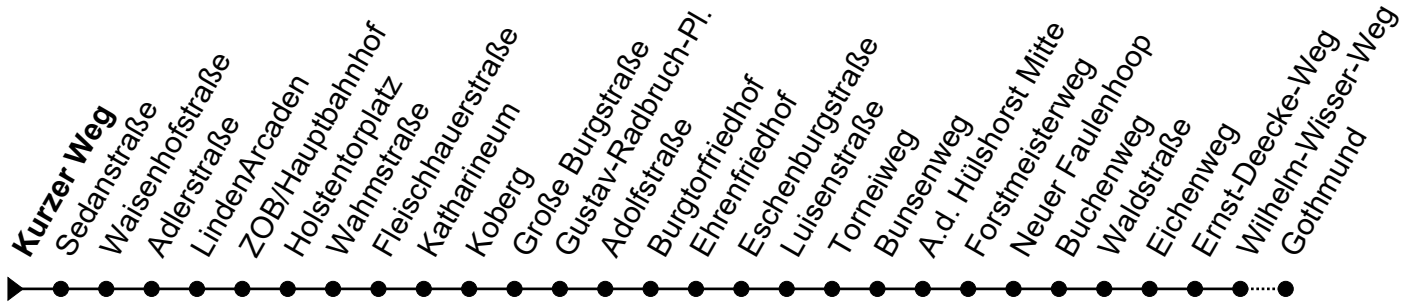 Kurzer Weg
Sedanstraße
Waisenhofstraße
Adlerstraße
LindenArcaden
ZOB/Hauptbahnhof
Holstentorplatz
Wahmstraße
Fleischhauerstraße
Katharineum
Koberg
Große Burgstraße
Gustav-Radbruch-Pl.
Adolfstraße
Burgtorfriedhof
Ehrenfriedhof
Eschenburgstraße
Luisenstraße
Torneiweg
Bunsenweg
A.d. Hülshorst Mitte
Forstmeisterweg
Neuer Faulenhoop
Buchenweg
Waldstraße
Eichenweg
Ernst-Deecke-Weg
Wilhelm-Wisser-Weg
Gothmund